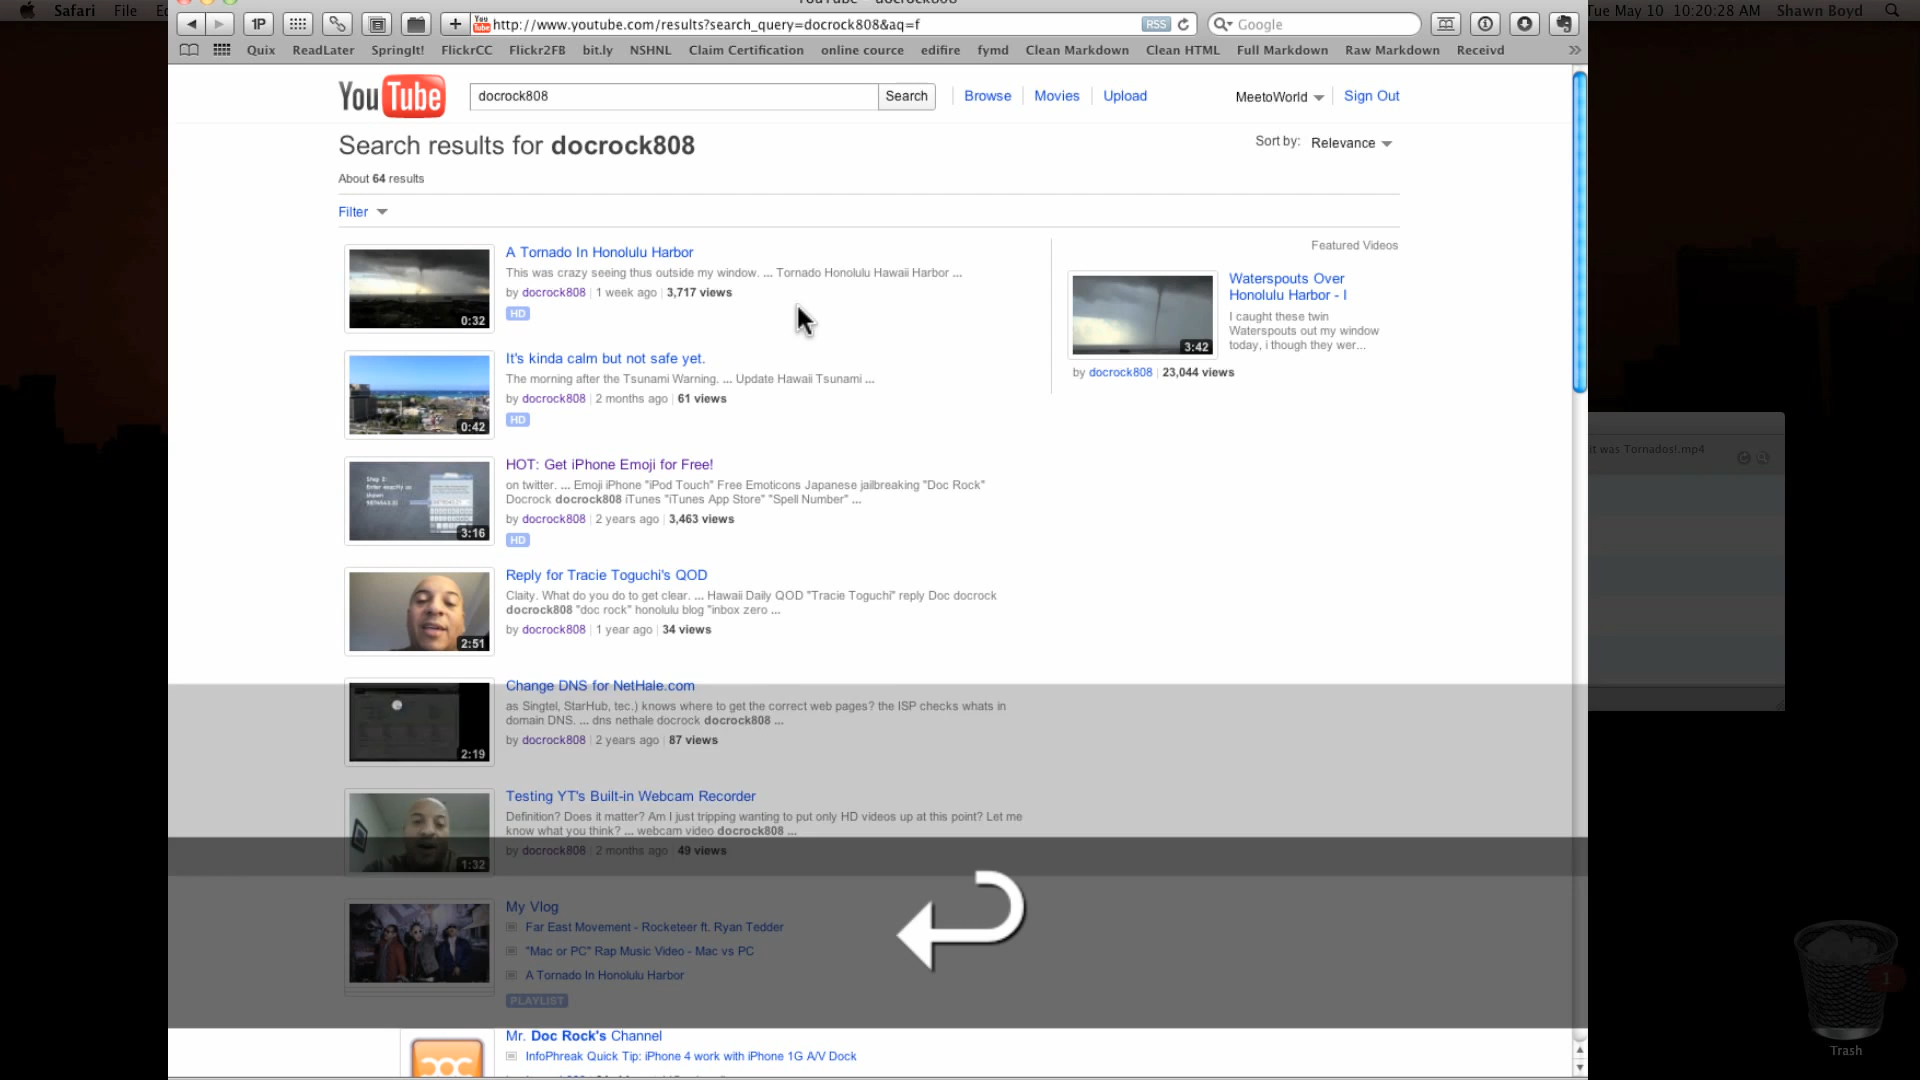 Safari File
Tue May 10 10:20:28 AM Shawn Boyd
1P
http://www.youtube.com/results?search_query=docrock808&aq=f
RSS
Google
Quix ReadLater SpringIt! FlickrCC Flickr2FB bit.ly NSHNL Claim Certification online cource edifire fymd Clean Markdown Clean HTML Full Markdown Raw Markdown Receivd
YouTube
docrock808
Search
Browse Movies Upload
MeetoWorld Sign Out
Search results for docrock808
Sort by: Relevance
About 64 results
Filter
A Tornado In Honolulu Harbor
This was crazy seeing thus outside my window. ... Tornado Honolulu Hawaii Harbor ...
by docrock808 | 1 week ago | 3,717 views
HD
0:32
It's kinda calm but not safe yet.
The morning after the Tsunami Warning. ... Update Hawaii Tsunami ...
by docrock808 | 2 months ago | 61 views
HD
0:42
HOT: Get iPhone Emoji for Free!
on twitter. ... Emoji iPhone "iPod Touch" Free Emoticons Japanese jailbreaking "Doc Rock"
Docrock docrock808 iTunes "iTunes App Store" "Spell Number" ...
by docrock808 | 2 years ago | 3,463 views
HD
3:16
Reply for Tracie Toguchi's QOD
Claity. What do you do to get clear. ... Hawaii Daily QOD "Tracie Toguchi" reply Doc docrock
docrock808 "doc rock" honolulu blog "inbox zero ...
by docrock808 | 1 year ago | 34 views
2:51
Change DNS for NetHale.com
as Singtel, StarHub, tec.) knows where to get the correct web pages? the ISP checks whats in
domain DNS. ... dns nethale docrock docrock808 ...
by docrock808 | 2 years ago | 87 views
2:19
Testing YT's Built-in Webcam Recorder
Definition? Does it matter? Am I just tripping wanting to put only HD videos up at this point? Let me
know what you think? ... webcam video docrock808 ...
by docrock808 | 2 months ago | 49 views
1:32
My Vlog
Far East Movement - Rocketeer ft. Ryan Tedder
"Mac or PC" Rap Music Video - Mac vs PC
A Tornado In Honolulu Harbor
PLAYLIST
Mr. Doc Rock's Channel
InfoPhreak Quick Tip: iPhone 4 work with iPhone 1G A/V Dock
Featured Videos
Waterspouts Over
Honolulu Harbor - I
I caught these twin
Waterspouts out my window
today, i though they wer...
3:42
by docrock808 | 23,044 views
it was Tornados!.mp4
1
Trash